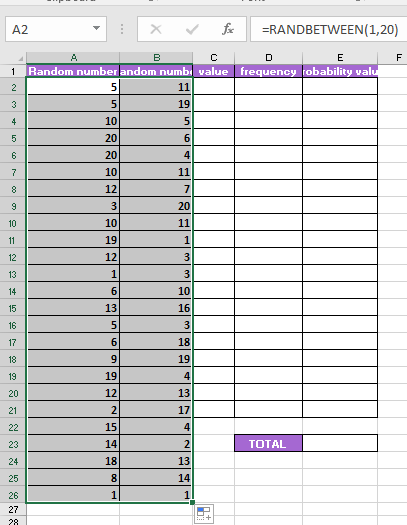 A2 fx =RANDBETWEEN(1,20)
A B C D E F
1 Random number andom numb value frequency robability valu
2 5 11
3 5 19
4 10 5
5 20 6
6 20 4
7 10 11
8 12 7
9 3 20
10 10 11
11 19 1
12 12 3
13 1 3
14 6 10
15 13 16
16 5 3
17 6 18
18 9 19
19 19 4
20 12 13
21 2 17
22 15 4
23 14 2 TOTAL
24 18 13
25 8 14
26 1 1
27
28